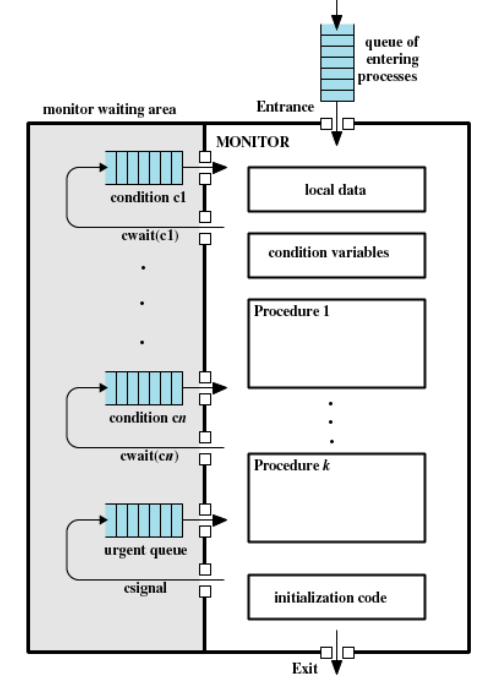 queue of
entering
processes
Entrance
monitor waiting area
MONITOR
local data
condition c1
cwait(c1)
condition variables
Procedure 1
condition cn
cwait(cn)
Procedure k
urgent queue
csignal
initialization code
Exit